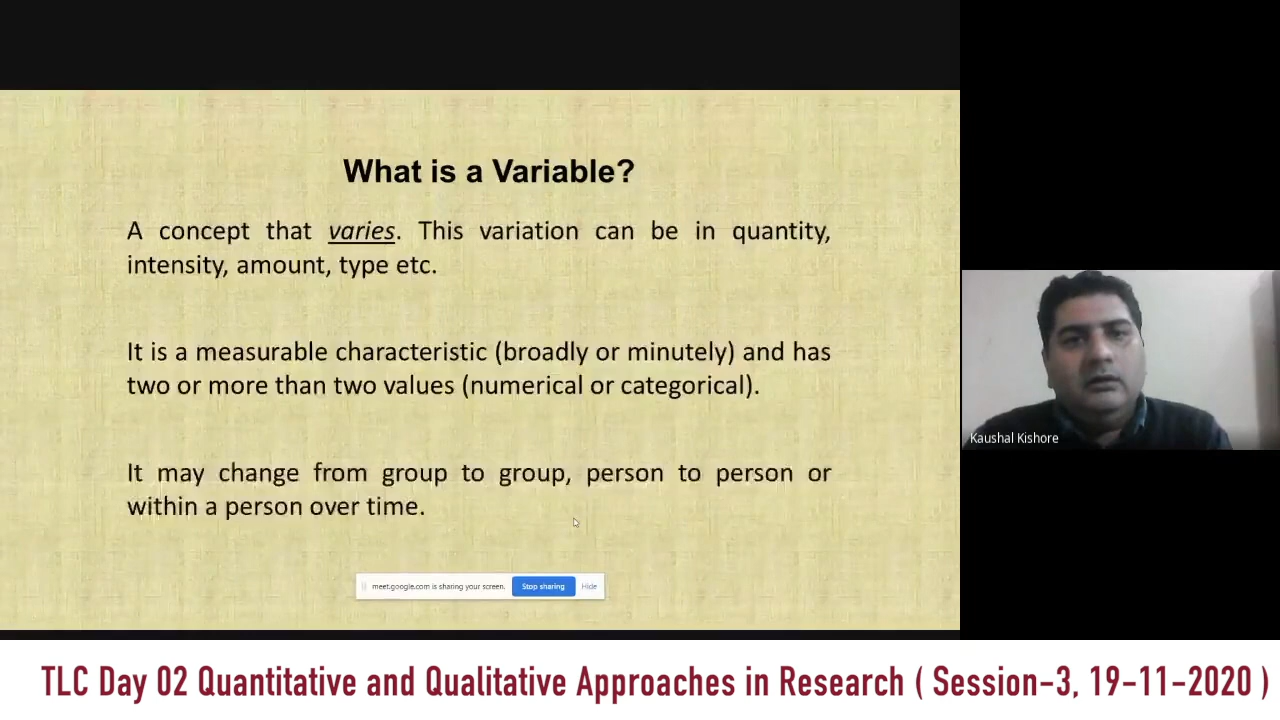 What is a Variable?
A concept that varies. This variation can be in quantity,
intensity, amount, type etc.
It is a measurable characteristic (broadly or minutely) and has
two or more than two values (numerical or categorical).
It may change from group to group, person to person or
within a person over time.
meet.google.com is sharing your screen. Stop sharing Hide
Kaushal Kishore
TLC Day 02 Quantitative and Qualitative Approaches in Research ( Session-3, 19-11-2020 )